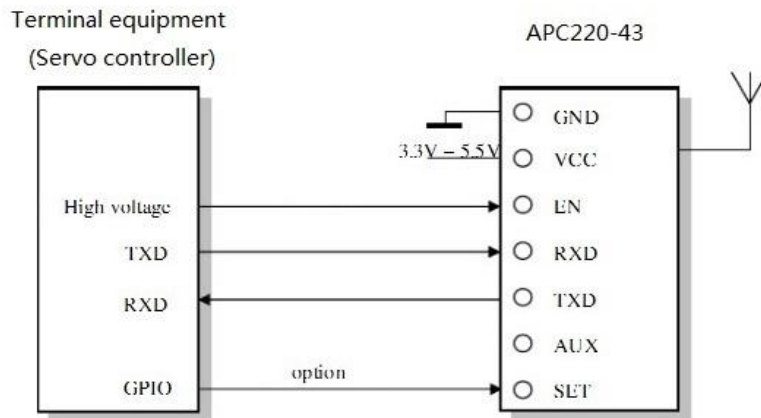 Terminal equipment
(Servo controller)
APC220-43
GND
3.3V – 5.5V
VCC
High voltage
EN
TXD
RXD
RXD
TXD
AUX
GPIO
option
SET